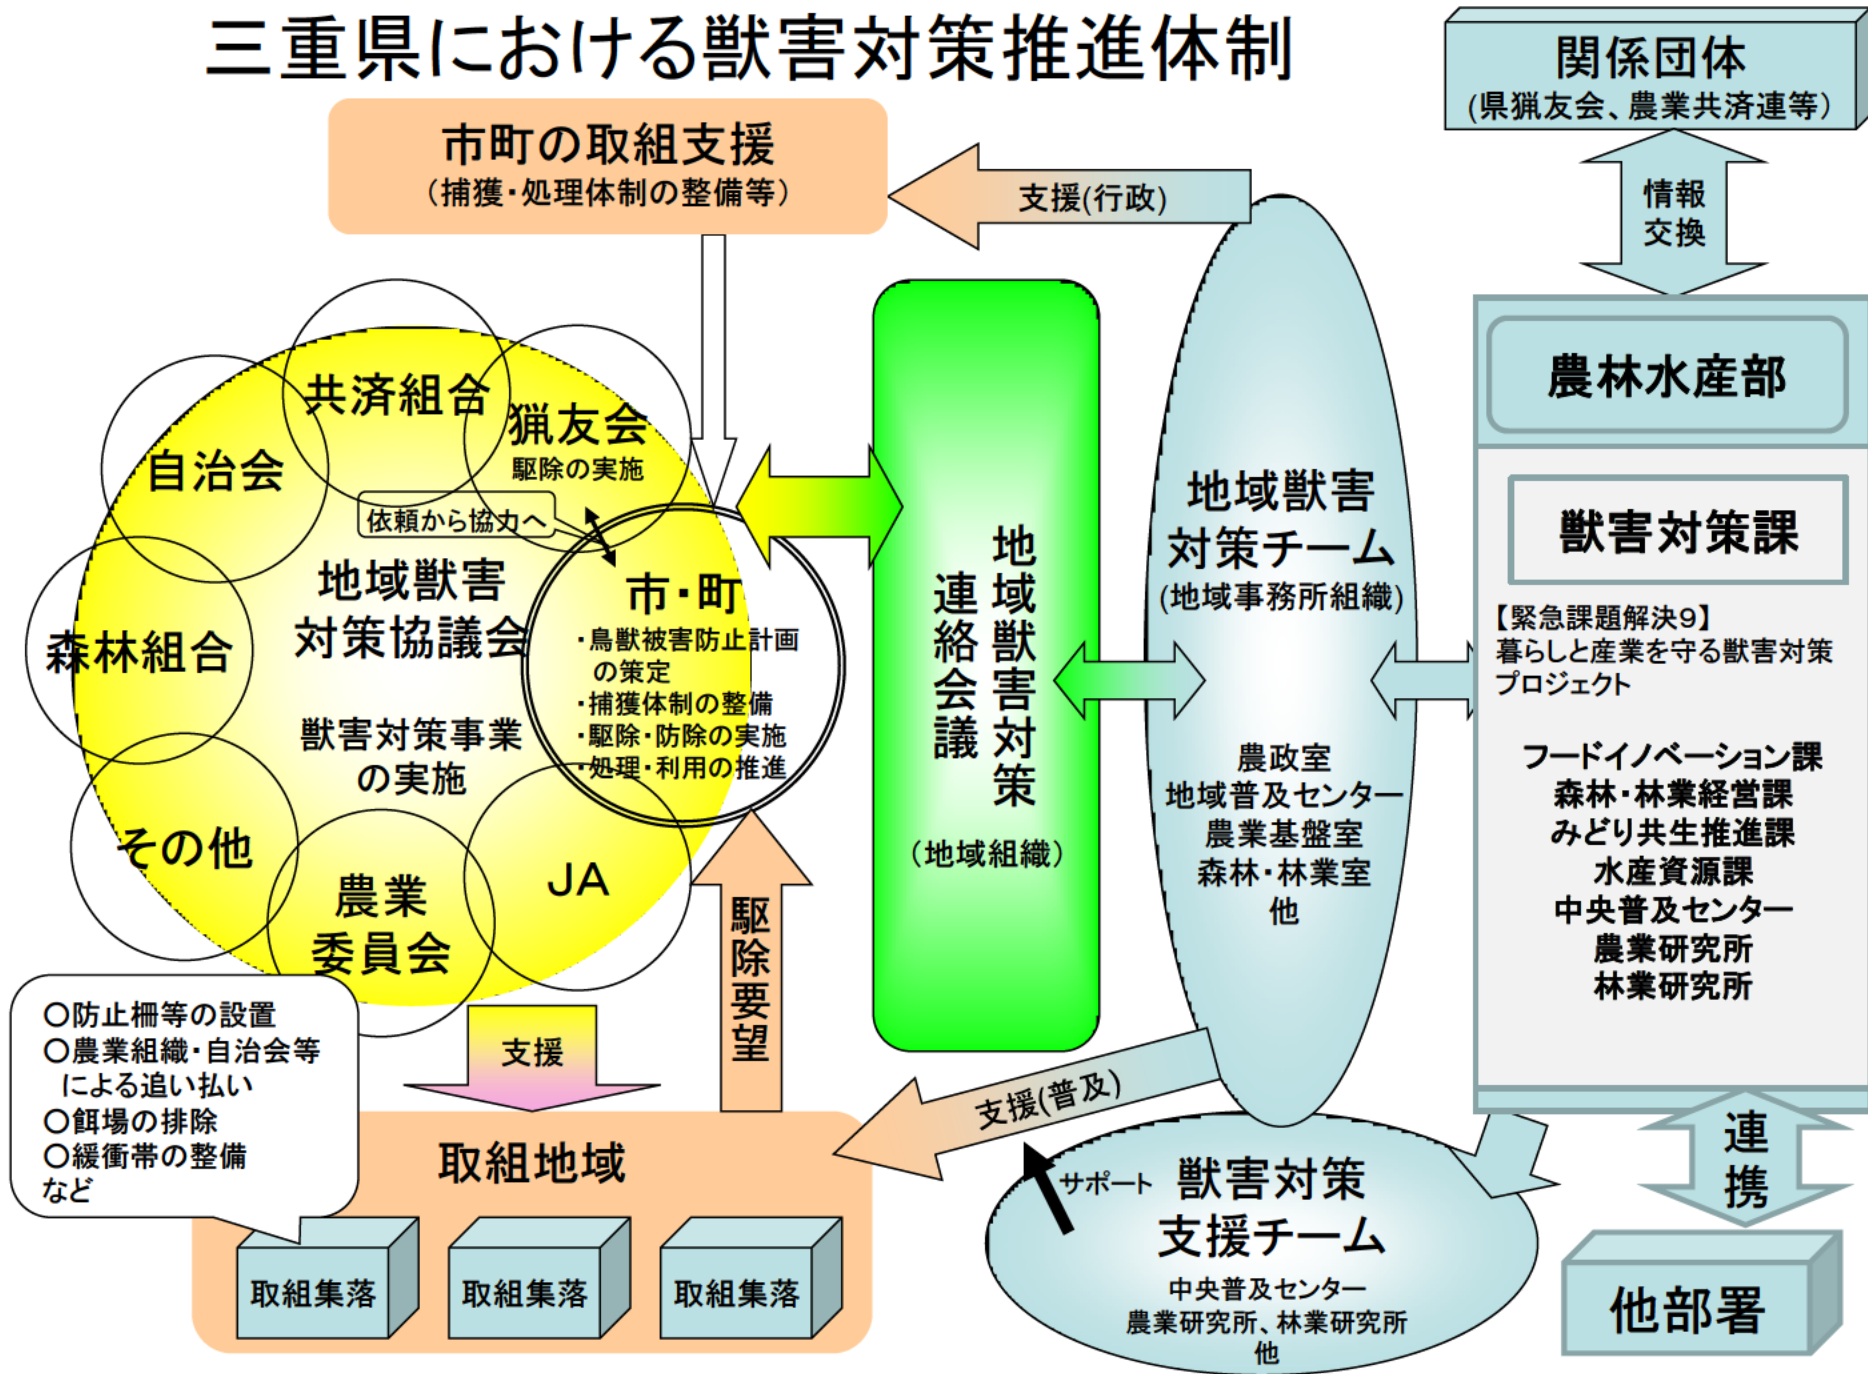 三重県における獣害対策推進体制
関係団体
(県猟友会、農業共済連等)
情報
交換
市町の取組支援
(捕獲・処理体制の整備等)
支援(行政)
農林水産部
獣害対策課
【緊急課題解決9】
暮らしと産業を守る獣害対策
プロジェクト
フードイノベーション課
森林・林業経営課
みどり共生推進課
水産資源課
中央普及センター
農業研究所
林業研究所
連
携
他部署
共済組合
猟友会
駆除の実施
自治会
依頼から協力へ
森林組合
地域獣害
対策協議会
獣害対策事業
の実施
市・町
・鳥獣被害防止計画
の策定
・捕獲体制の整備
・駆除・防除の実施
・処理・利用の推進
その他
農業
委員会
JA
地域獣害対策
連絡会議
(地域組織)
地域獣害
対策チーム
(地域事務所組織)
農政室
地域普及センター
農業基盤室
森林・林業室
他
支援
駆除要望
支援(普及)
サポート
獣害対策
支援チーム
中央普及センター
農業研究所、林業研究所
他
〇防止柵等の設置
〇農業組織・自治会等
による追い払い
〇餌場の排除
〇緩衝帯の整備
など
取組地域
取組集落
取組集落
取組集落